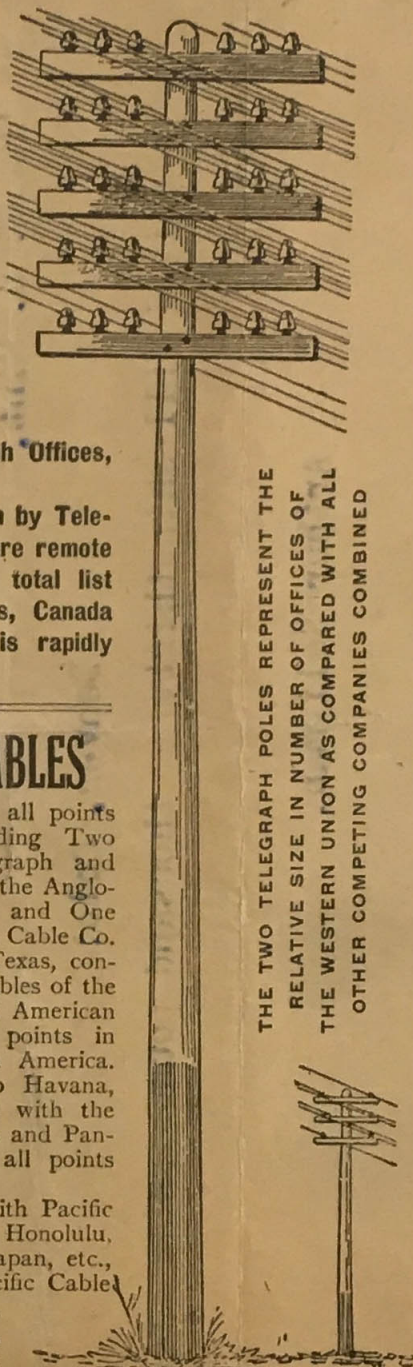 h Offices,
by Tele-
re remote
total list
s, Canada
is rapidly
ABLES
all points
ding Two
graph and
the Anglo-
and One
Cable Co.
Texas, con-
bles of the
American
points in
America.
o Havana,
with the
and Pan-
all points
ith Pacific
Honolulu,
apan, etc.,
cific Cable
THE TWO TELEGRAPH POLES REPRESENT THE
RELATIVE SIZE IN NUMBER OF OFFICES OF
THE WESTERN UNION AS COMPARED WITH ALL
OTHER COMPETING COMPANIES COMBINED